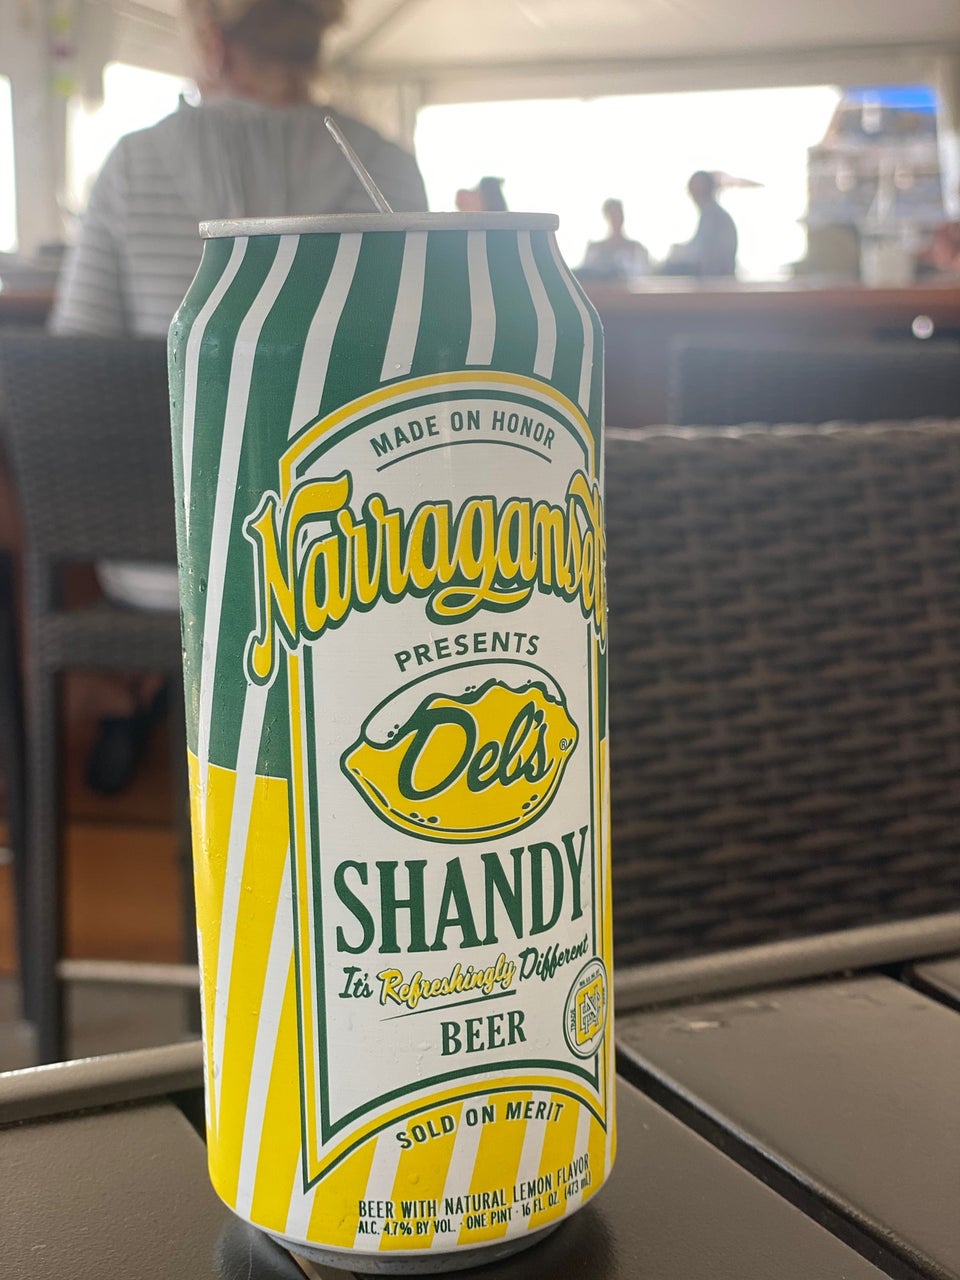 MADE ON HONOR
Narragansett
PRESENTS
Del's ®
SHANDY
It's Refreshingly Different
BEER
SOLD ON MERIT
BEER WITH NATURAL LEMON FLAVOR
ALC. 4.7% BY VOL. · ONE PINT · 16 FL. OZ. (473 mL)
TRADE